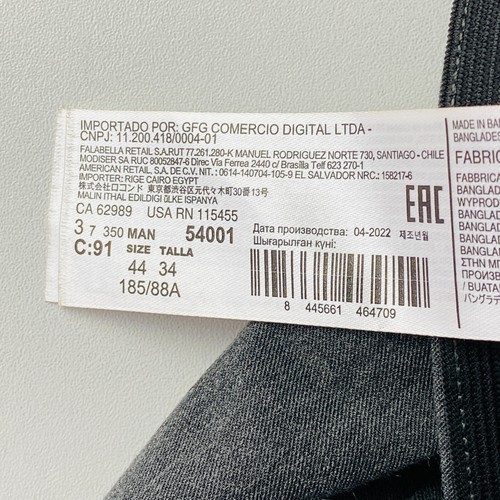 IMPORTADO POR: GFG COMERCIO DIGITAL LTDA -
CNPJ: 11.200.418/0004-01
FALABELLA RETAIL S.A.RUT 77.261.280-K MANUEL RODRIGUEZ NORTE 730, SANTIAGO - CHILE
MODISER SA RUC 80052847-6 Direc Via Ferrea 2440 c/ Brasilia Telf 623 270-1
AMERICAN RETAIL, S.A. DE C.V. NIT.: 0614-140704-105-9 EL SALVADOR NRC.: 158217-6
IMPORTER: RIGE CAIRO EGYPT
株式会社ロコンド 東京都渋谷区元代々木町30番13号
MALIN ITHAL EDILDIGI ÜLKE ISPANYA
CA 62989 USA RN 115455
EAC
3 7 350 MAN 54001
C:91 SIZE TALLA
44 34
185/88A
Дата производства: 04-2022 제조년월
Шығарылған күні:
8 445661 464709
MADE IN BAN
BANGLADES
FABRIC
FABRICA
BANGLA
WYPROD
BANGLAD
BANGLAD
BANGLAD
ΣΤΗΝ ΜΠ
ПРОИЗВ
/ BUATAN
バングラデ